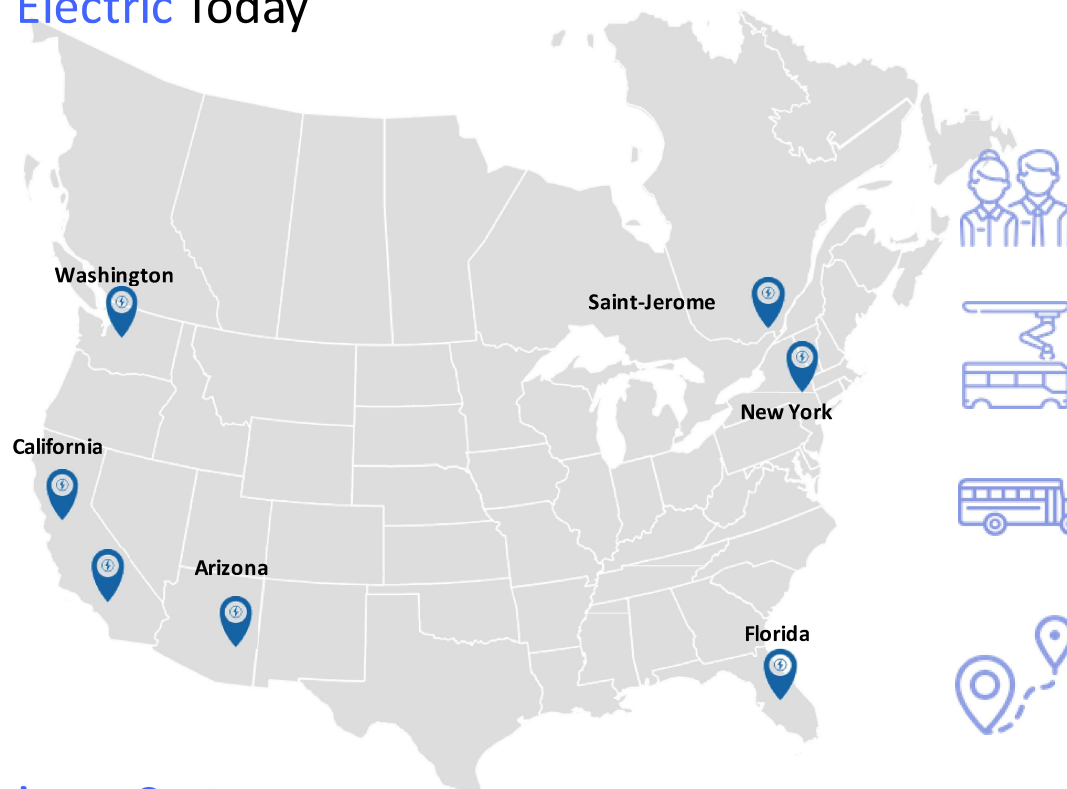 Electric Today
Washington
Saint-Jerome
New York
California
Arizona
Florida